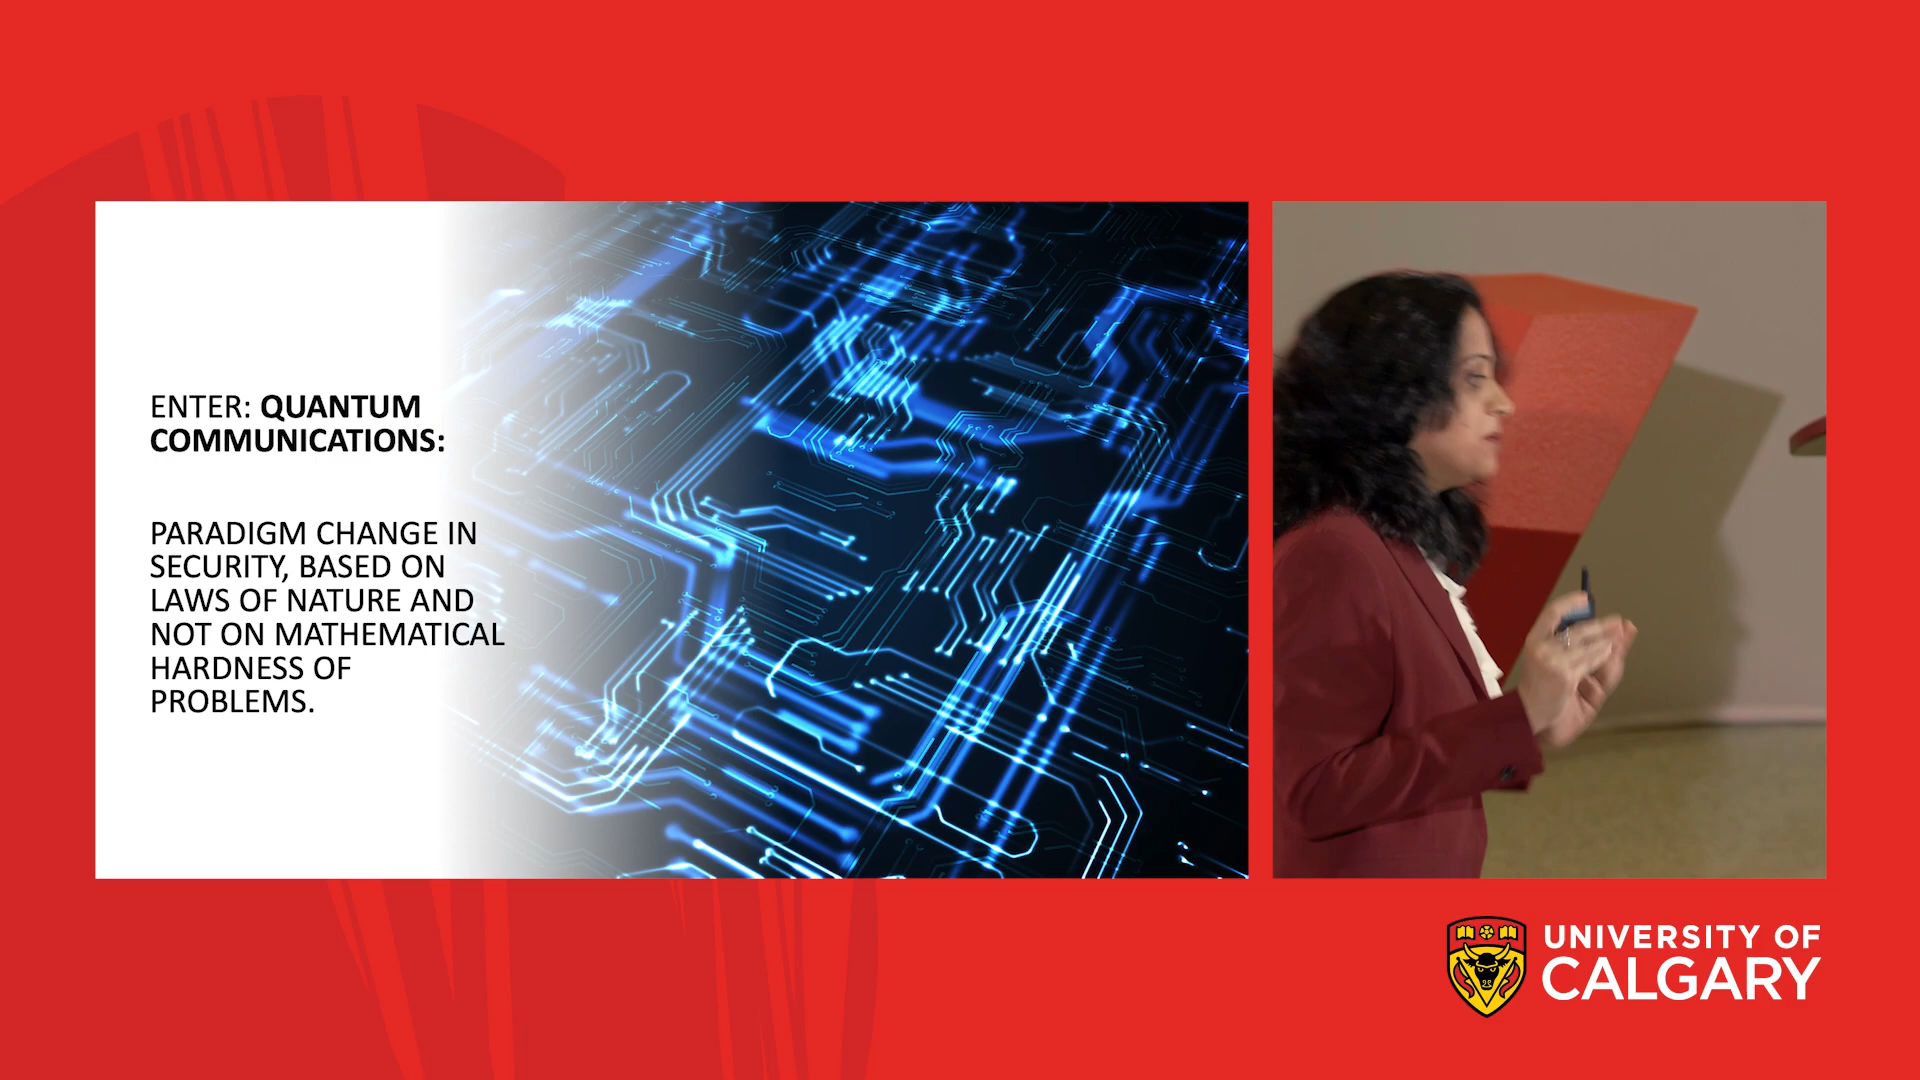 ENTER: QUANTUM
COMMUNICATIONS:
PARADIGM CHANGE IN
SECURITY, BASED ON
LAWS OF NATURE AND
NOT ON MATHEMATICAL
HARDNESS OF
PROBLEMS.
UNIVERSITY OF
CALGARY